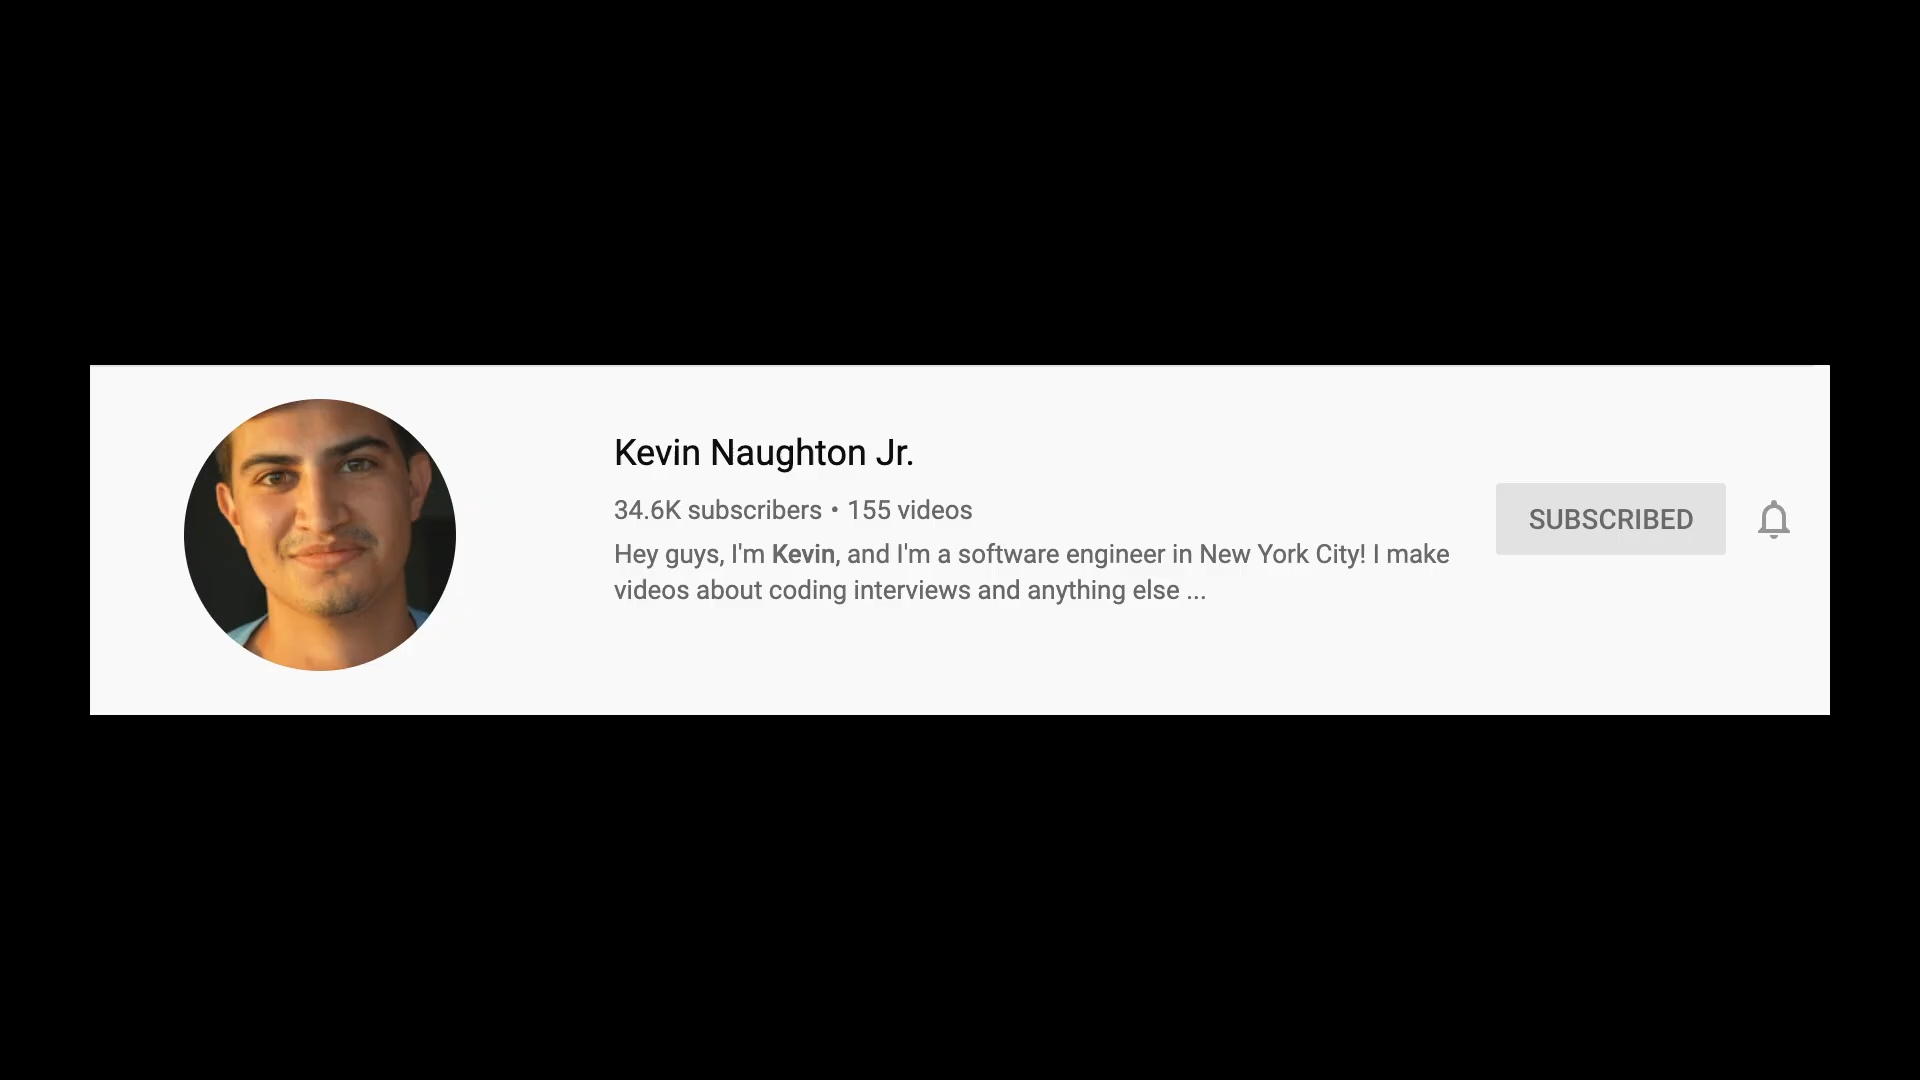 Kevin Naughton Jr.
34.6K subscribers • 155 videos
Hey guys, I'm Kevin, and I'm a software engineer in New York City! I make
videos about coding interviews and anything else ...
SUBSCRIBED